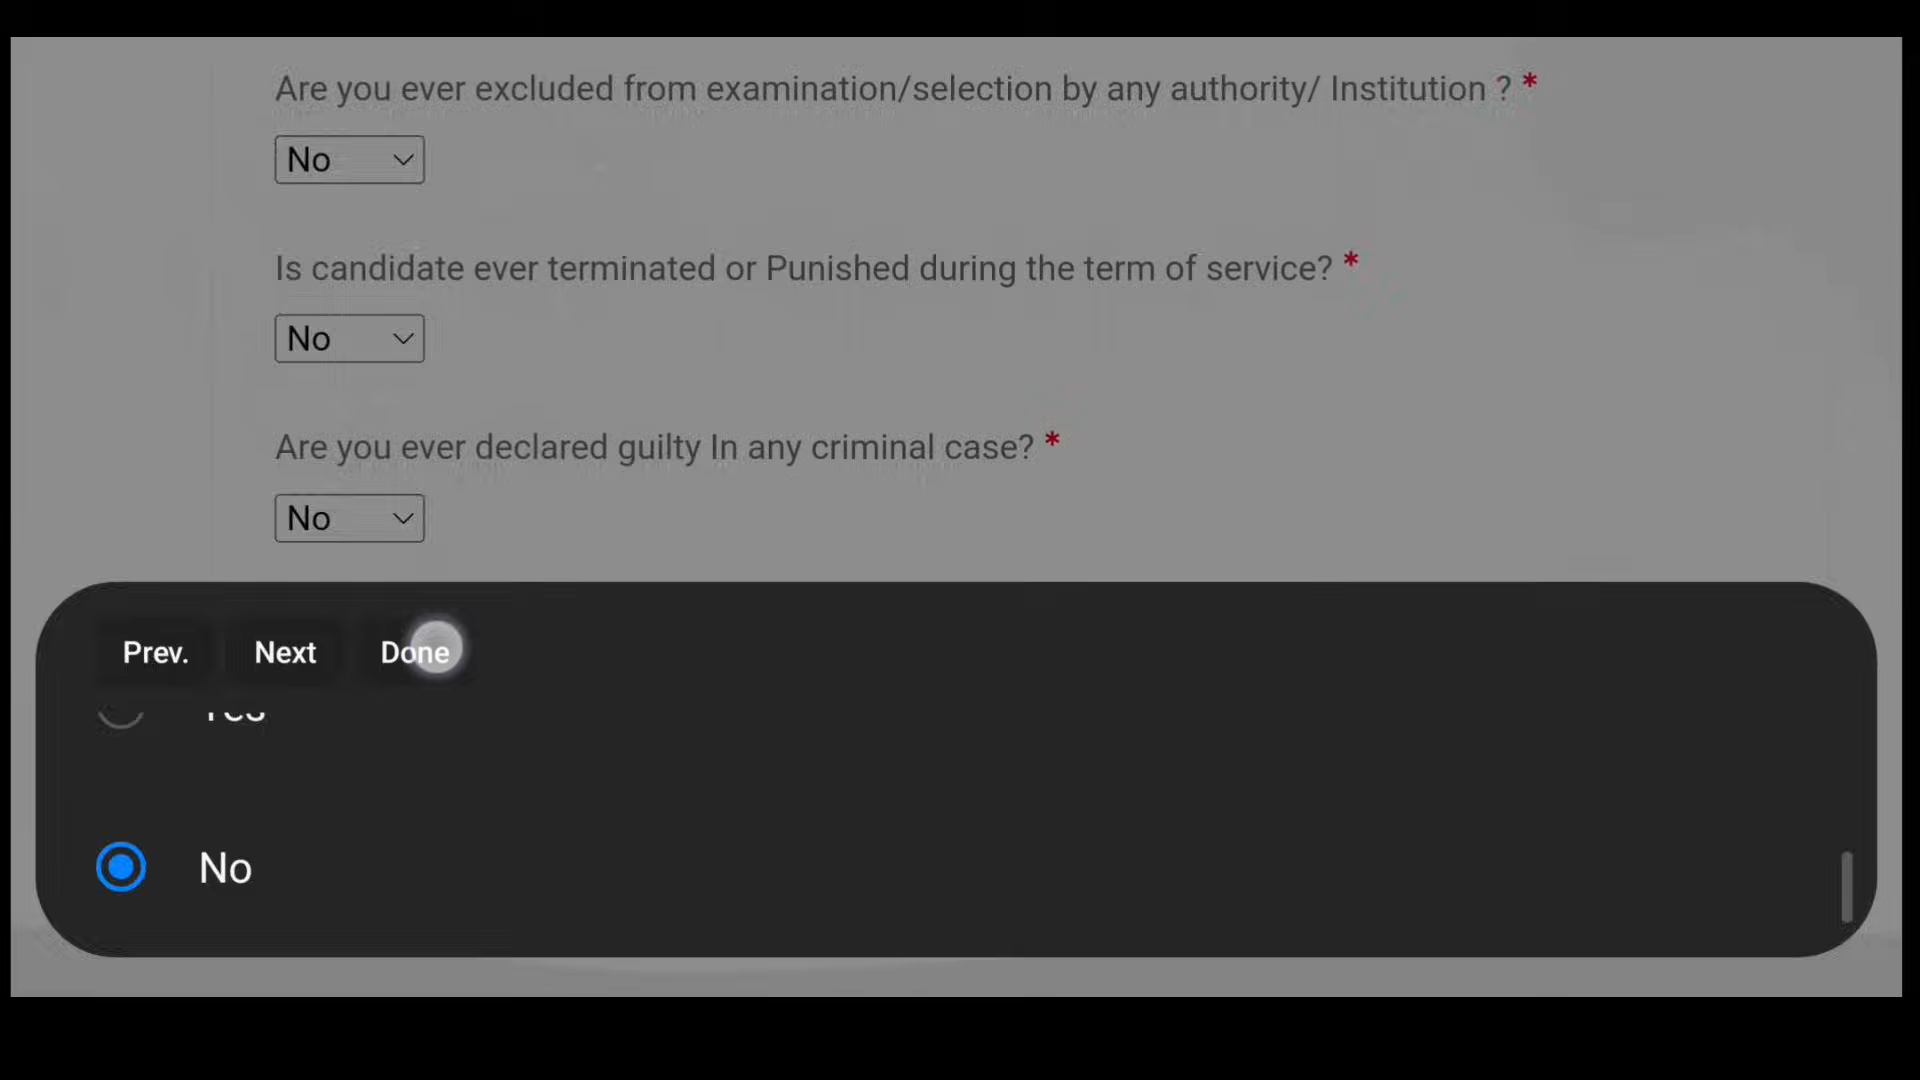 Are you ever excluded from examination/selection by any authority/ Institution ? *
No
Is candidate ever terminated or Punished during the term of service? *
No
Are you ever declared guilty In any criminal case? *
No
Prev. Next Done
Yes
No